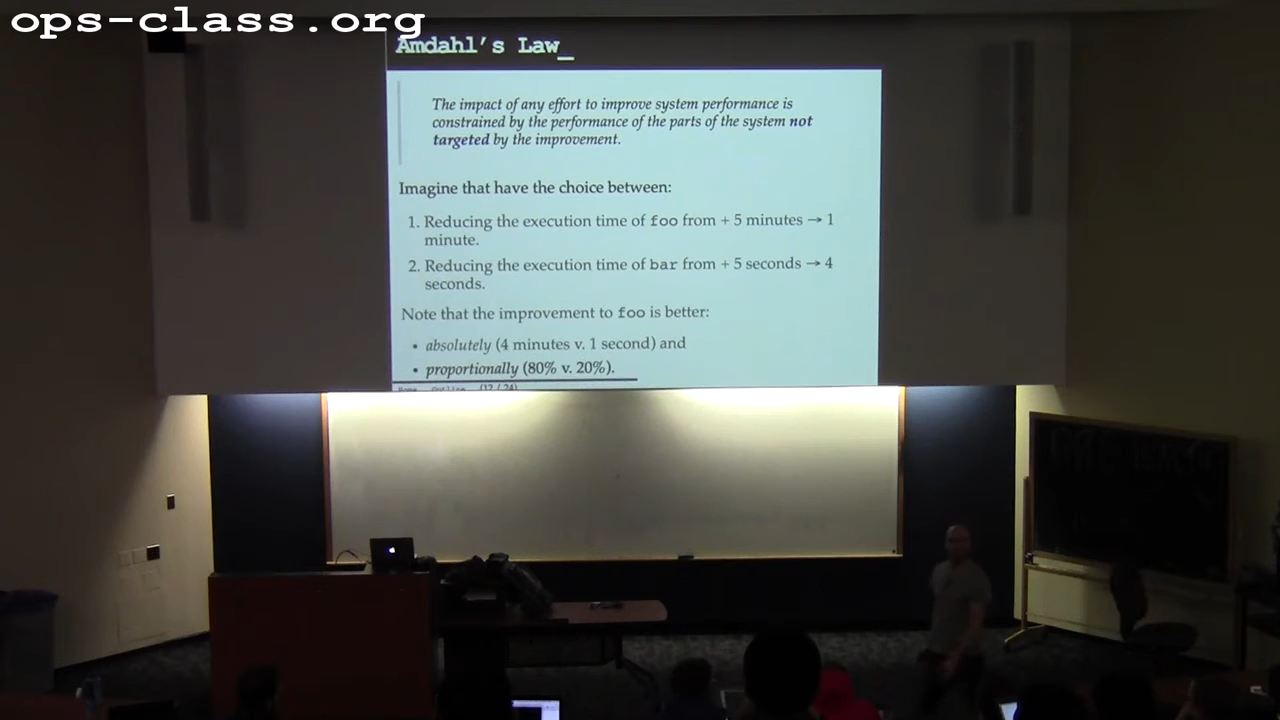 ops-class.org
Amdahl's Law_
The impact of any effort to improve system performance is
constrained by the performance of the parts of the system not
targeted by the improvement.
Imagine that have the choice between:
1. Reducing the execution time of foo from + 5 minutes → 1
minute.
2. Reducing the execution time of bar from + 5 seconds → 4
seconds.
Note that the improvement to foo is better:
• absolutely (4 minutes v. 1 second) and
• proportionally (80% v. 20%).
(12 / 24)